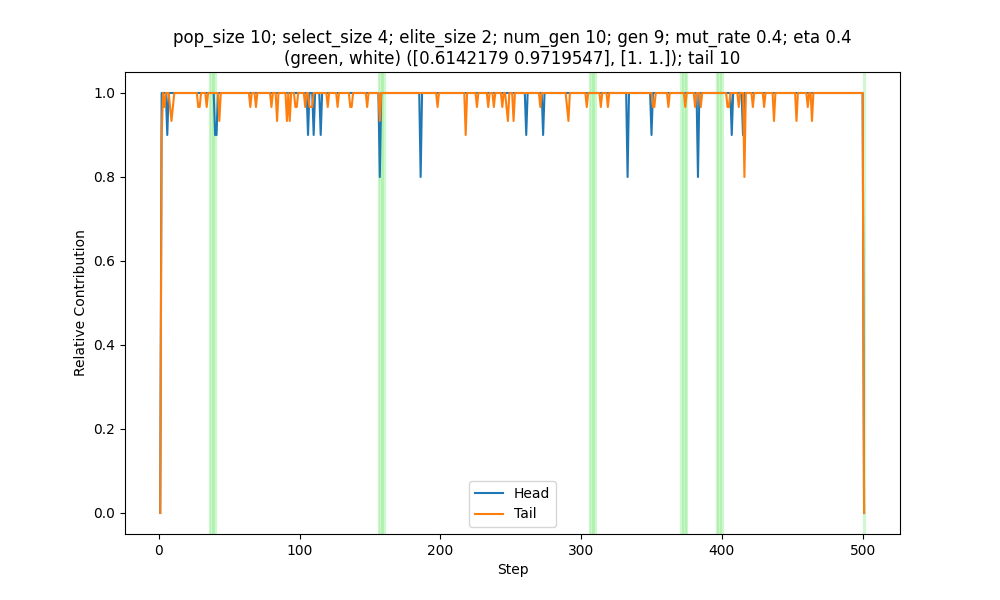 pop_size 10; select_size 4; elite_size 2; num_gen 10; gen 9; mut_rate 0.4; eta 0.4
(green, white) ([0.6142179 0.9719547], [1. 1.]); tail 10
Relative Contribution
1.0
0.8
0.6
0.4
0.2
0.0
Head
Tail
0
100
200
300
400
500
Step